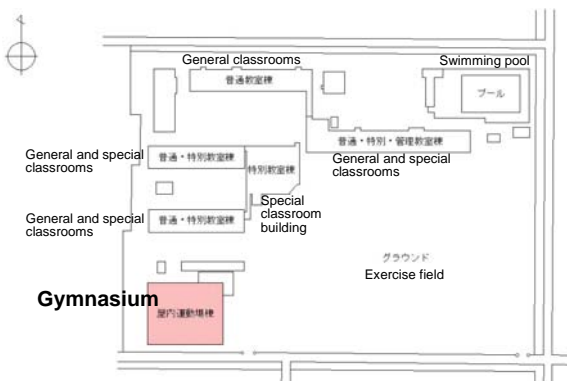 General classrooms
普通教室棟
Swimming pool
プール
普通・特別・管理教室棟
General and special
classrooms
General and special
classrooms
普通・特別教室棟
特別教室棟
General and special
classrooms
普通・特別教室棟
Special
classroom
building
グラウンド
Exercise field
Gymnasium
屋内運動場棟